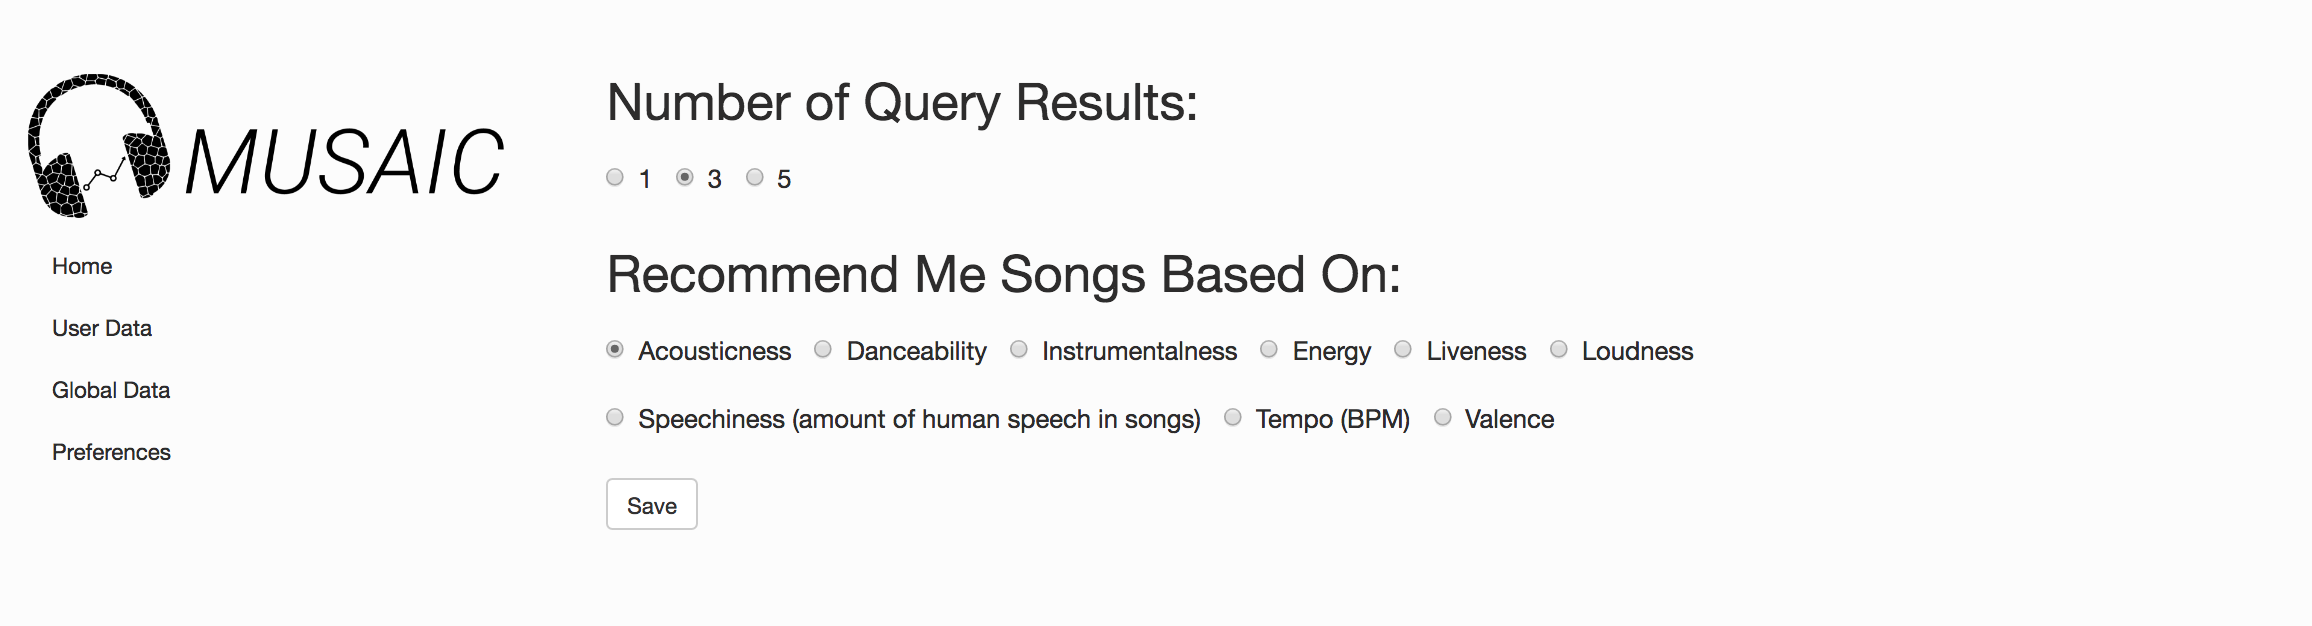 MUSAIC
Home
User Data
Global Data
Preferences
Number of Query Results:
1 3 5
Recommend Me Songs Based On:
Acousticness Danceability Instrumentalness Energy Liveness Loudness
Speechiness (amount of human speech in songs) Tempo (BPM) Valence
Save